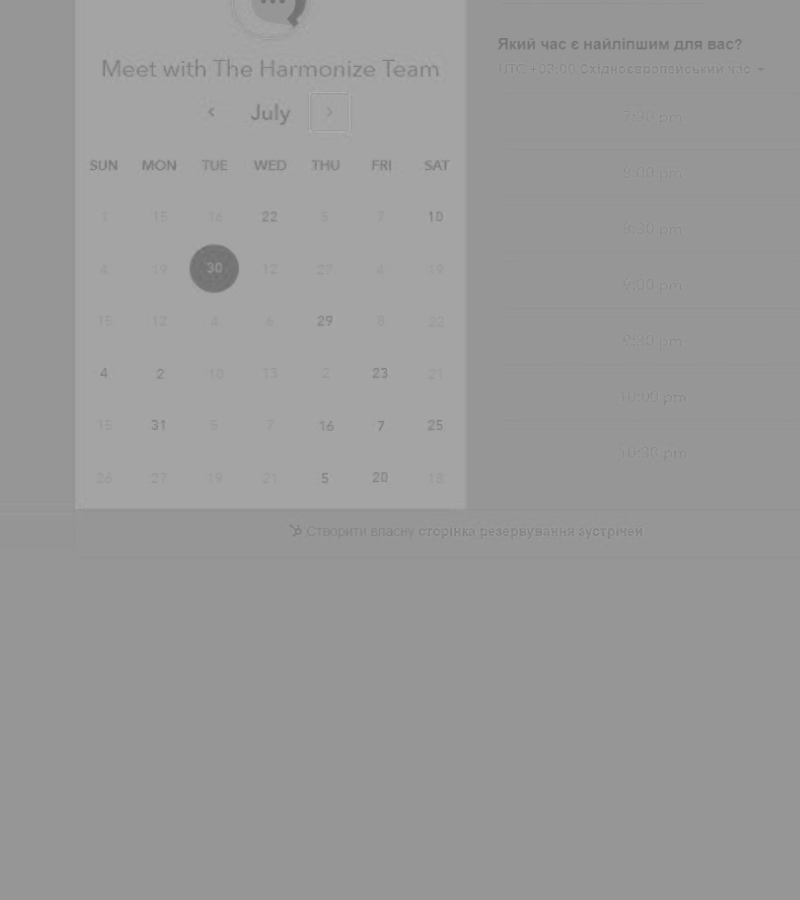 Meet with The Harmonize Team
July
SUN MON TUE WED THU FRI SAT
1 15 16 22 5 7 10
4 19 30 12 27 4 19
15 12 4 6 29 8 22
4 2 10 13 2 23 21
15 31 5 7 16 7 25
26 27 19 21 5 20 18
Який час є найліпшим для вас?
UTC +03:00 Східноєвропейський час
7:30 pm
8:00 pm
8:30 pm
9:00 pm
9:30 pm
10:00 pm
10:30 pm
Створити власну сторінка резервування зустрічей